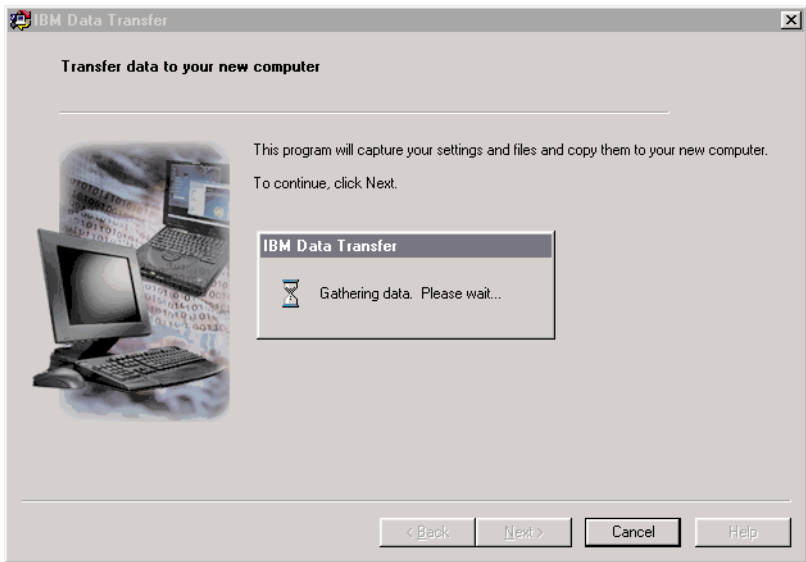 IBM Data Transfer
Transfer data to your new computer
This program will capture your settings and files and copy them to your new computer.
To continue, click Next.
IBM Data Transfer
Gathering data.  Please wait...
< Back
Next >
Cancel
Help